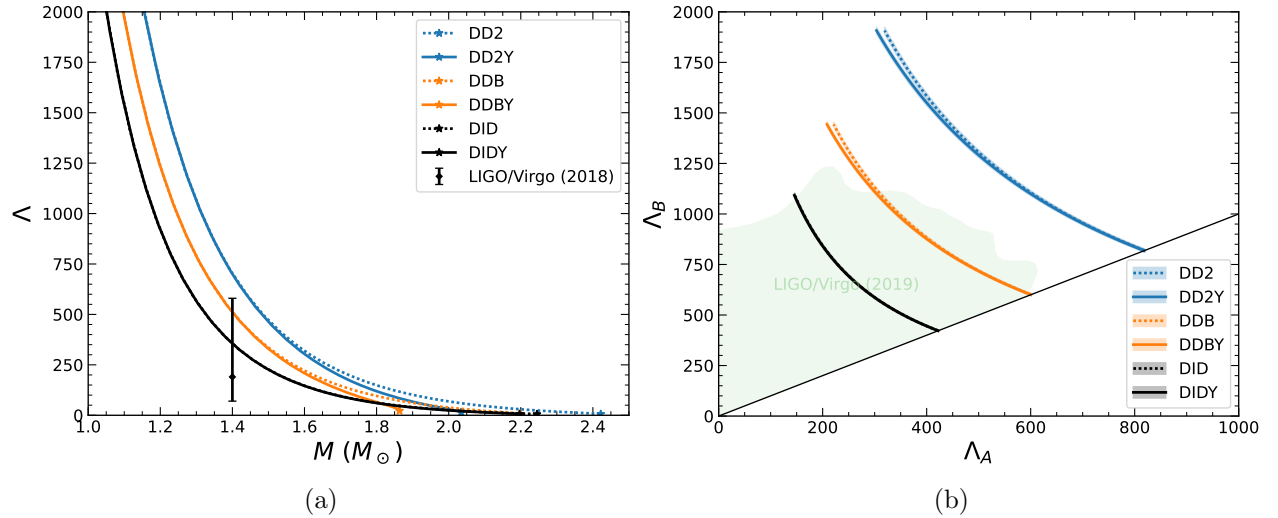 2000
1750
1500
1250
1000
750
500
250
0
Λ
1.0 1.2 1.4 1.6 1.8 2.0 2.2 2.4
M (M⊙)
DD2
DD2Y
DDB
DDBY
DID
DIDY
LIGO/Virgo (2018)
(a)
2000
1750
1500
1250
1000
750
500
250
0
Λ_B
0 200 400 600 800 1000
Λ_A
LIGO/Virgo (2019)
DD2
DD2Y
DDB
DDBY
DID
DIDY
(b)